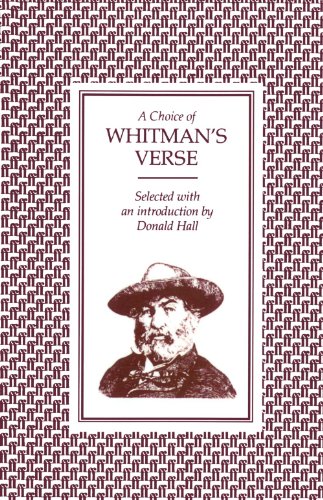 A Choice of
WHITMAN'S
VERSE
Selected with
an introduction by
Donald Hall